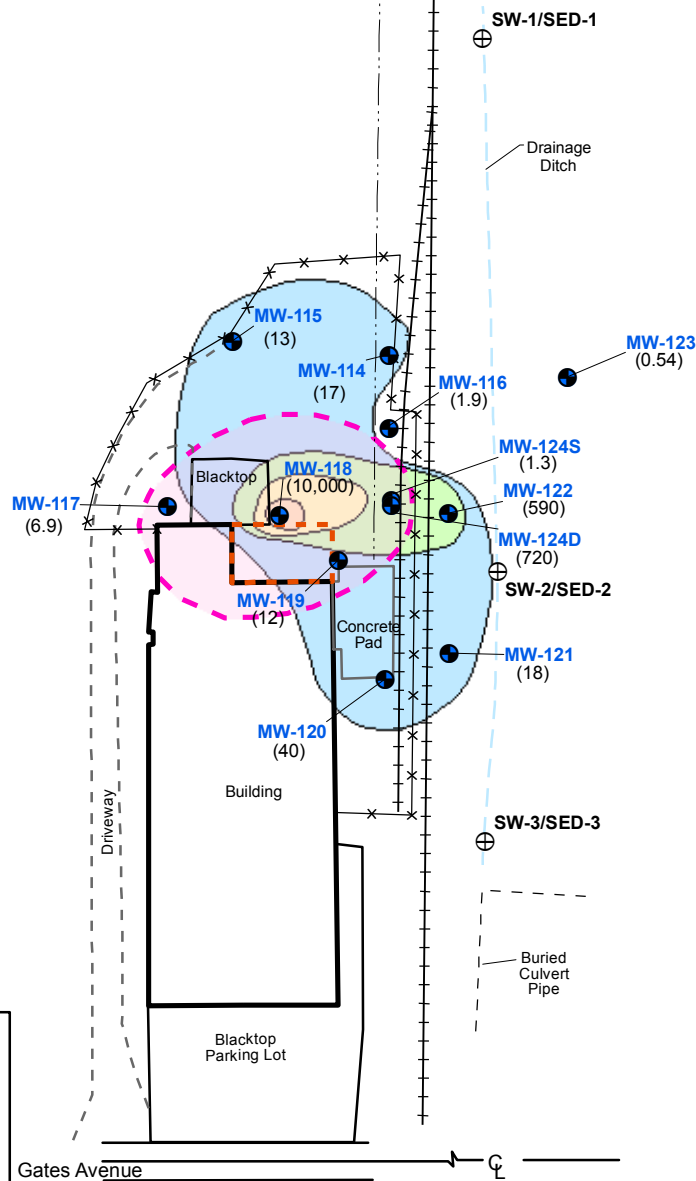 SW-1/SED-1
Drainage
Ditch
MW-115
(13)
MW-114
(17)
MW-123
(0.54)
MW-116
(1.9)
MW-124S
(1.3)
MW-118
(10,000)
Blacktop
MW-122
(590)
MW-117
(6.9)
MW-124D
(720)
SW-2/SED-2
MW-119
(12)
Concrete
Pad
MW-121
(18)
MW-120
(40)
Building
Driveway
SW-3/SED-3
Buried
Culvert
Pipe
Blacktop
Parking Lot
Gates Avenue
℄